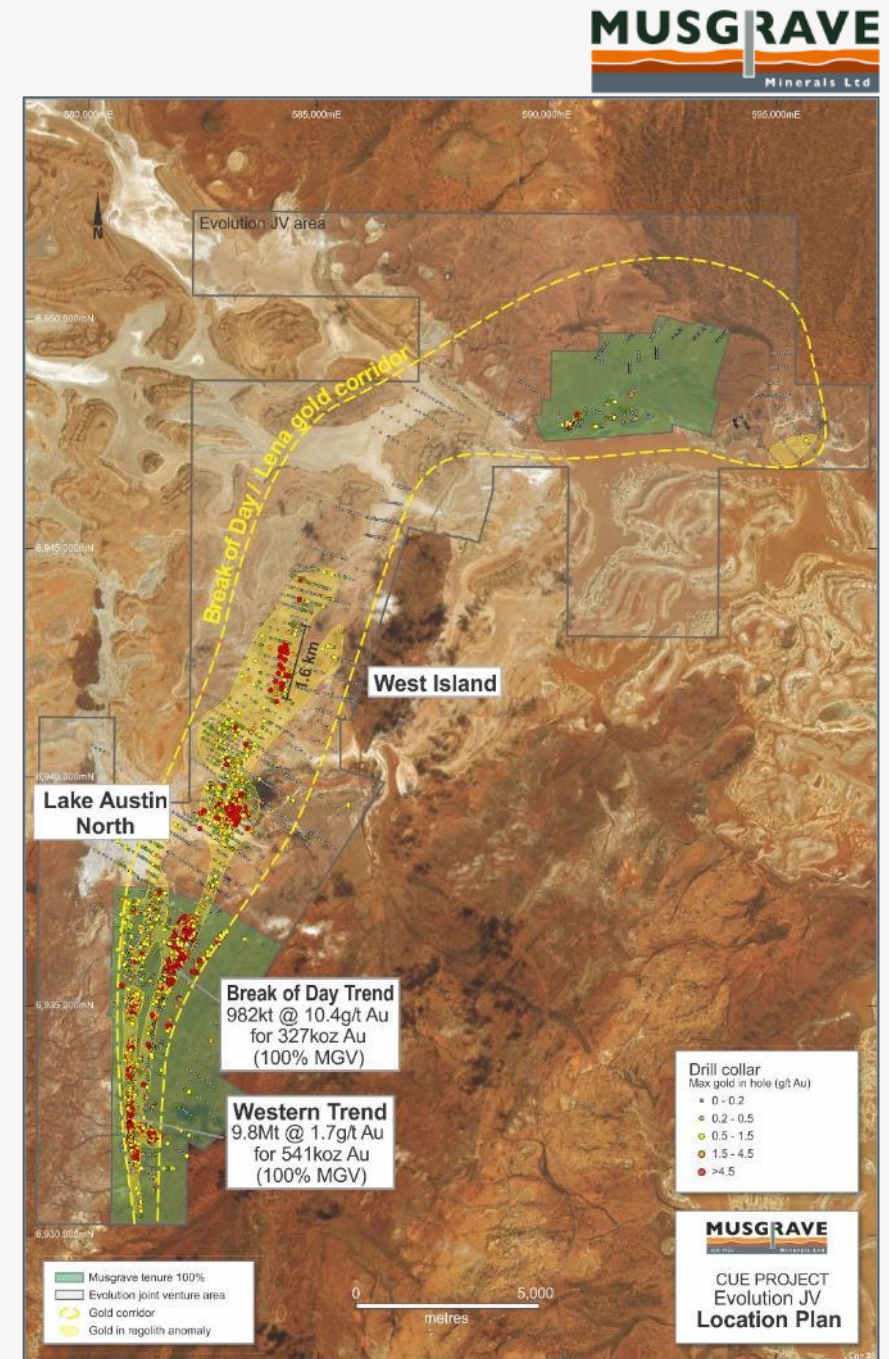 MUSGRAVE
Minerals Ltd
580,000mE
585,000mE
590,000mE
595,000mE
N
Evolution JV area
6,950,000mN
Break of Day / Lena gold corridor
6,945,000mN
1.6 km
West Island
6,940,000mN
Lake Austin
North
6,935,000mN
Break of Day Trend
982kt @ 10.4g/t Au
for 327koz Au
(100% MGV)
Western Trend
9.8Mt @ 1.7g/t Au
for 541koz Au
(100% MGV)
6,930,000mN
Drill collar
Max gold in hole (g/t Au)
0 - 0.2
0.2 - 0.5
0.5 - 1.5
1.5 - 4.5
>4.5
Musgrave tenure 100%
Evolution joint venture area
Gold corridor
Gold in regolith anomaly
0 5,000
metres
MUSGRAVE
Minerals Ltd
CUE PROJECT
Evolution JV
Location Plan